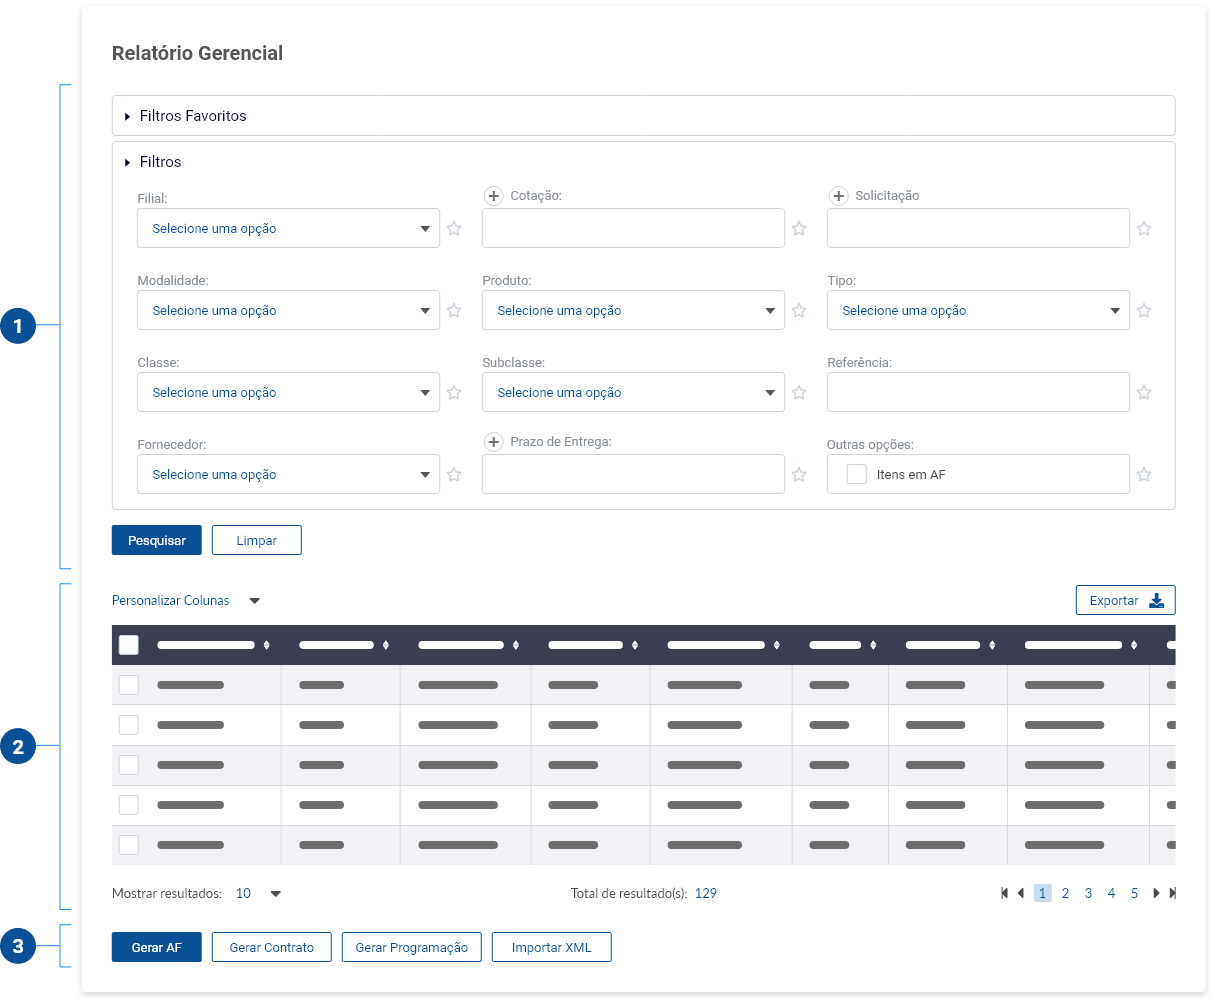 Relatório Gerencial
Filtros Favoritos
Filtros
Filial:
Cotação:
Solicitação
Selecione uma opção
Modalidade:
Produto:
Tipo:
Selecione uma opção
Selecione uma opção
Selecione uma opção
1
Classe:
Subclasse:
Referência:
Selecione uma opção
Selecione uma opção
Fornecedor:
Prazo de Entrega:
Outras opções:
Selecione uma opção
Itens em AF
Pesquisar
Limpar
Personalizar Colunas
Exportar
2
Mostrar resultados: 10
Total de resultado(s): 129
1 2 3 4 5
3
Gerar AF
Gerar Contrato
Gerar Programação
Importar XML